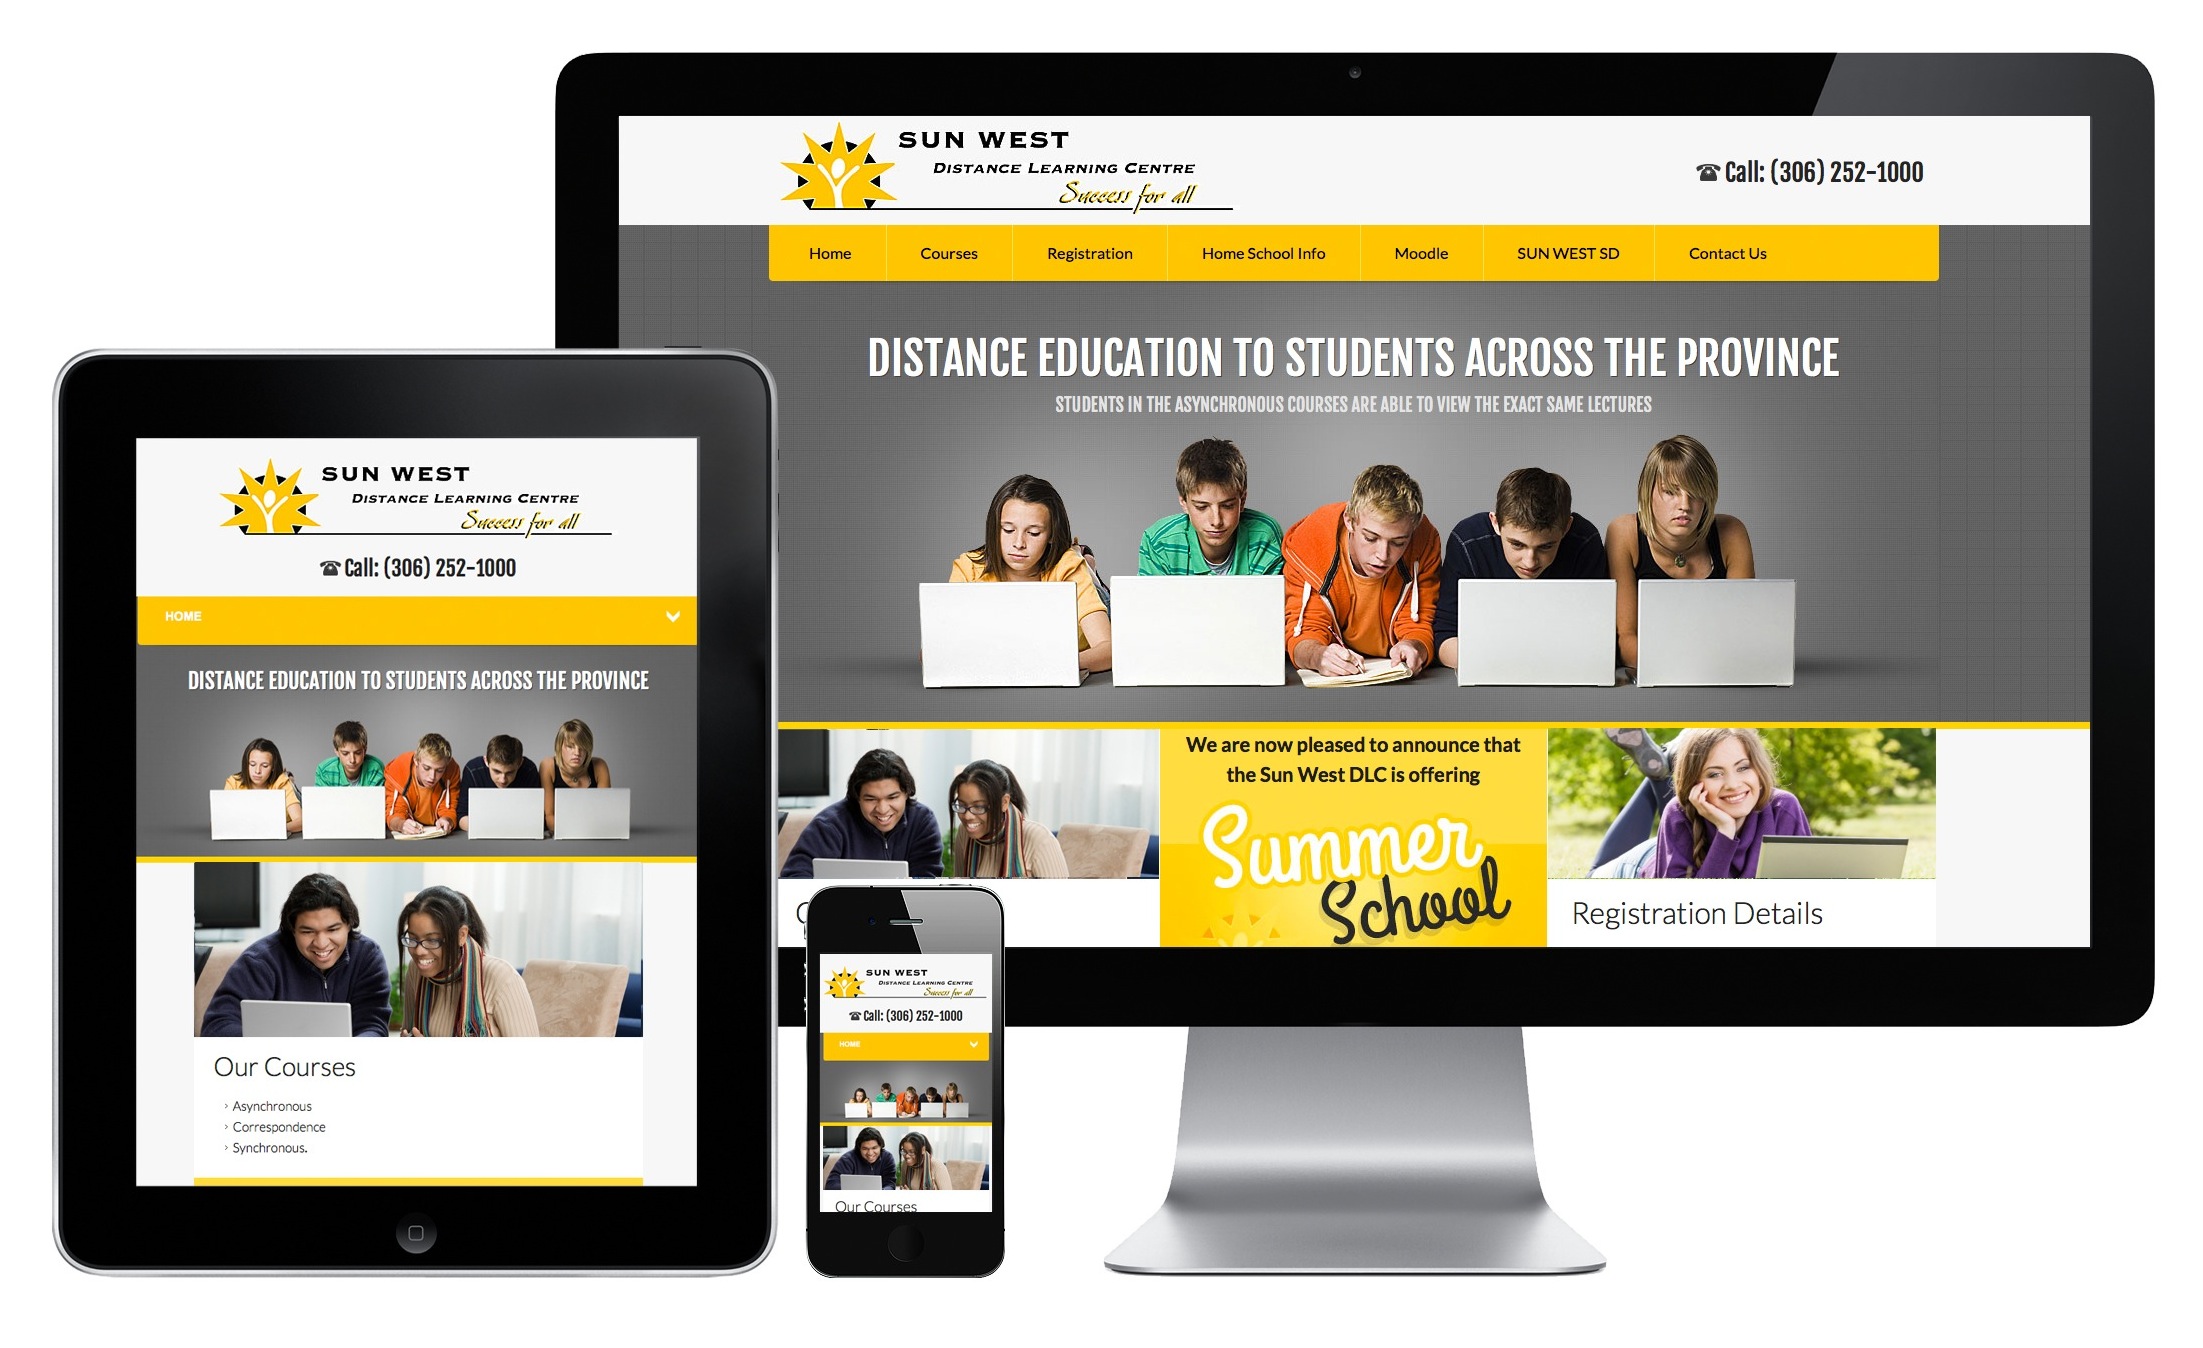 SUN WEST
DISTANCE LEARNING CENTRE
Success for all
Call: (306) 252-1000
Home
Courses
Registration
Home School Info
Moodle
SUN WEST SD
Contact Us
DISTANCE EDUCATION TO STUDENTS ACROSS THE PROVINCE
STUDENTS IN THE ASYNCHRONOUS COURSES ARE ABLE TO VIEW THE EXACT SAME LECTURES
We are now pleased to announce that
the Sun West DLC is offering
Summer
School
Registration Details
SUN WEST
DISTANCE LEARNING CENTRE
Success for all
Call: (306) 252-1000
HOME
DISTANCE EDUCATION TO STUDENTS ACROSS THE PROVINCE
Our Courses
› Asynchronous
› Correspondence
› Synchronous.
SUN WEST
DISTANCE LEARNING CENTRE
Success for all
Call: (306) 252-1000
HOME
Our Courses